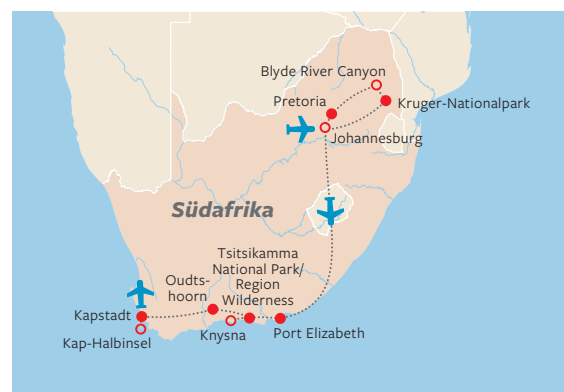 Blyde River Canyon
Pretoria
Kruger-Nationalpark
Johannesburg
Südafrika
Tsitsikamma
National Park/
Region
Wilderness
Oudts-
hoorn
Kapstadt
Kap-Halbinsel
Knysna
Port Elizabeth